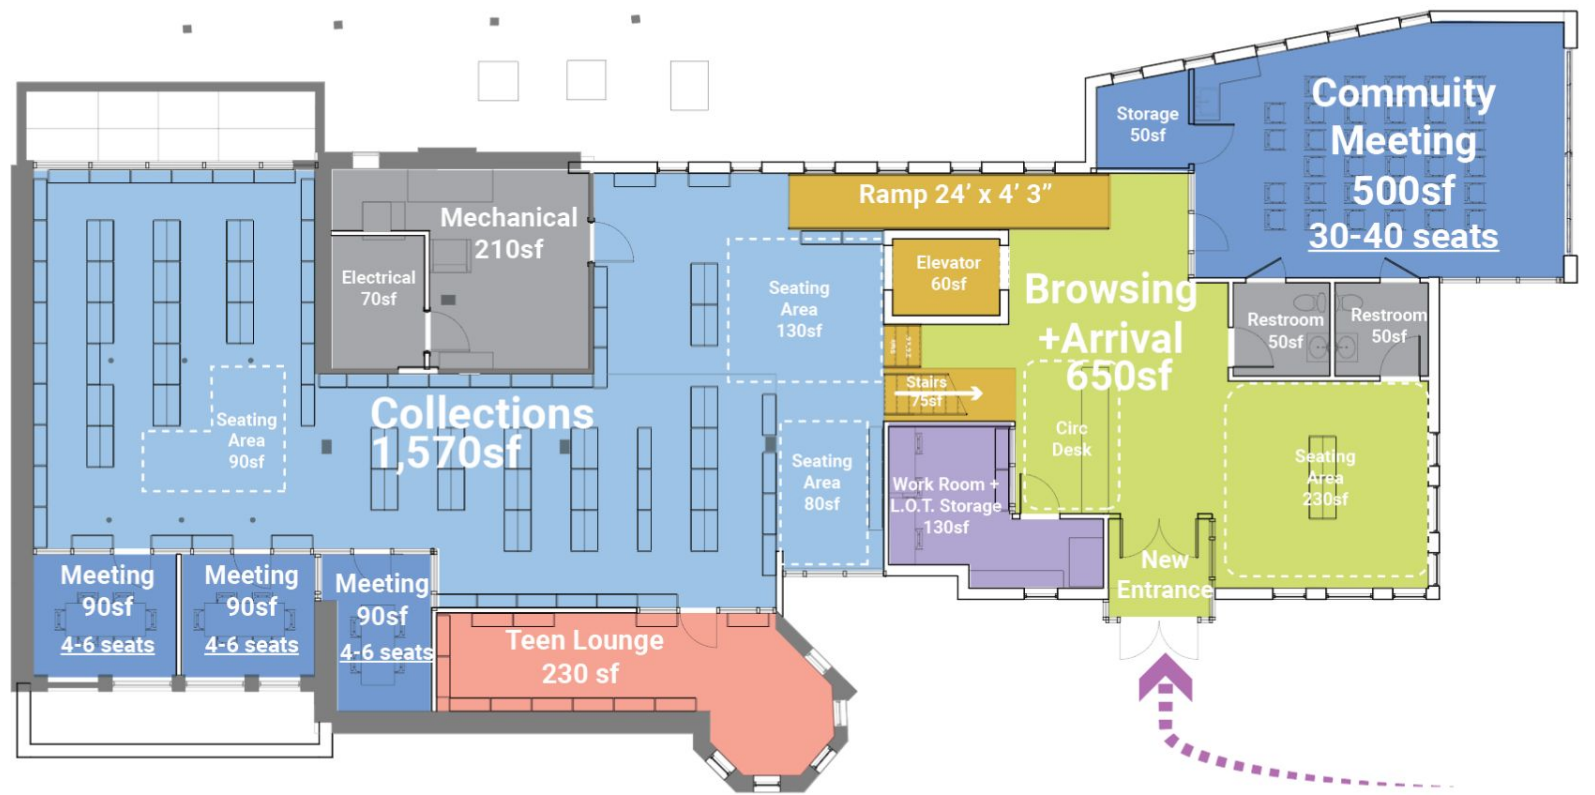 Commuity
Meeting
500sf
30-40 seats
Storage
50sf
Ramp 24’ x 4’ 3”
Mechanical
210sf
Electrical
70sf
Elevator
60sf
Seating
Area
130sf
Browsing
+Arrival
650sf
Restroom
50sf
Restroom
50sf
Stairs
75sf
Collections
1,570sf
Seating
Area
90sf
Circ
Desk
Seating
Area
80sf
Work Room +
L.O.T. Storage
130sf
Seating
Area
230sf
New
Entrance
Meeting
90sf
4-6 seats
Meeting
90sf
4-6 seats
Meeting
90sf
4-6 seats
Teen Lounge
230 sf